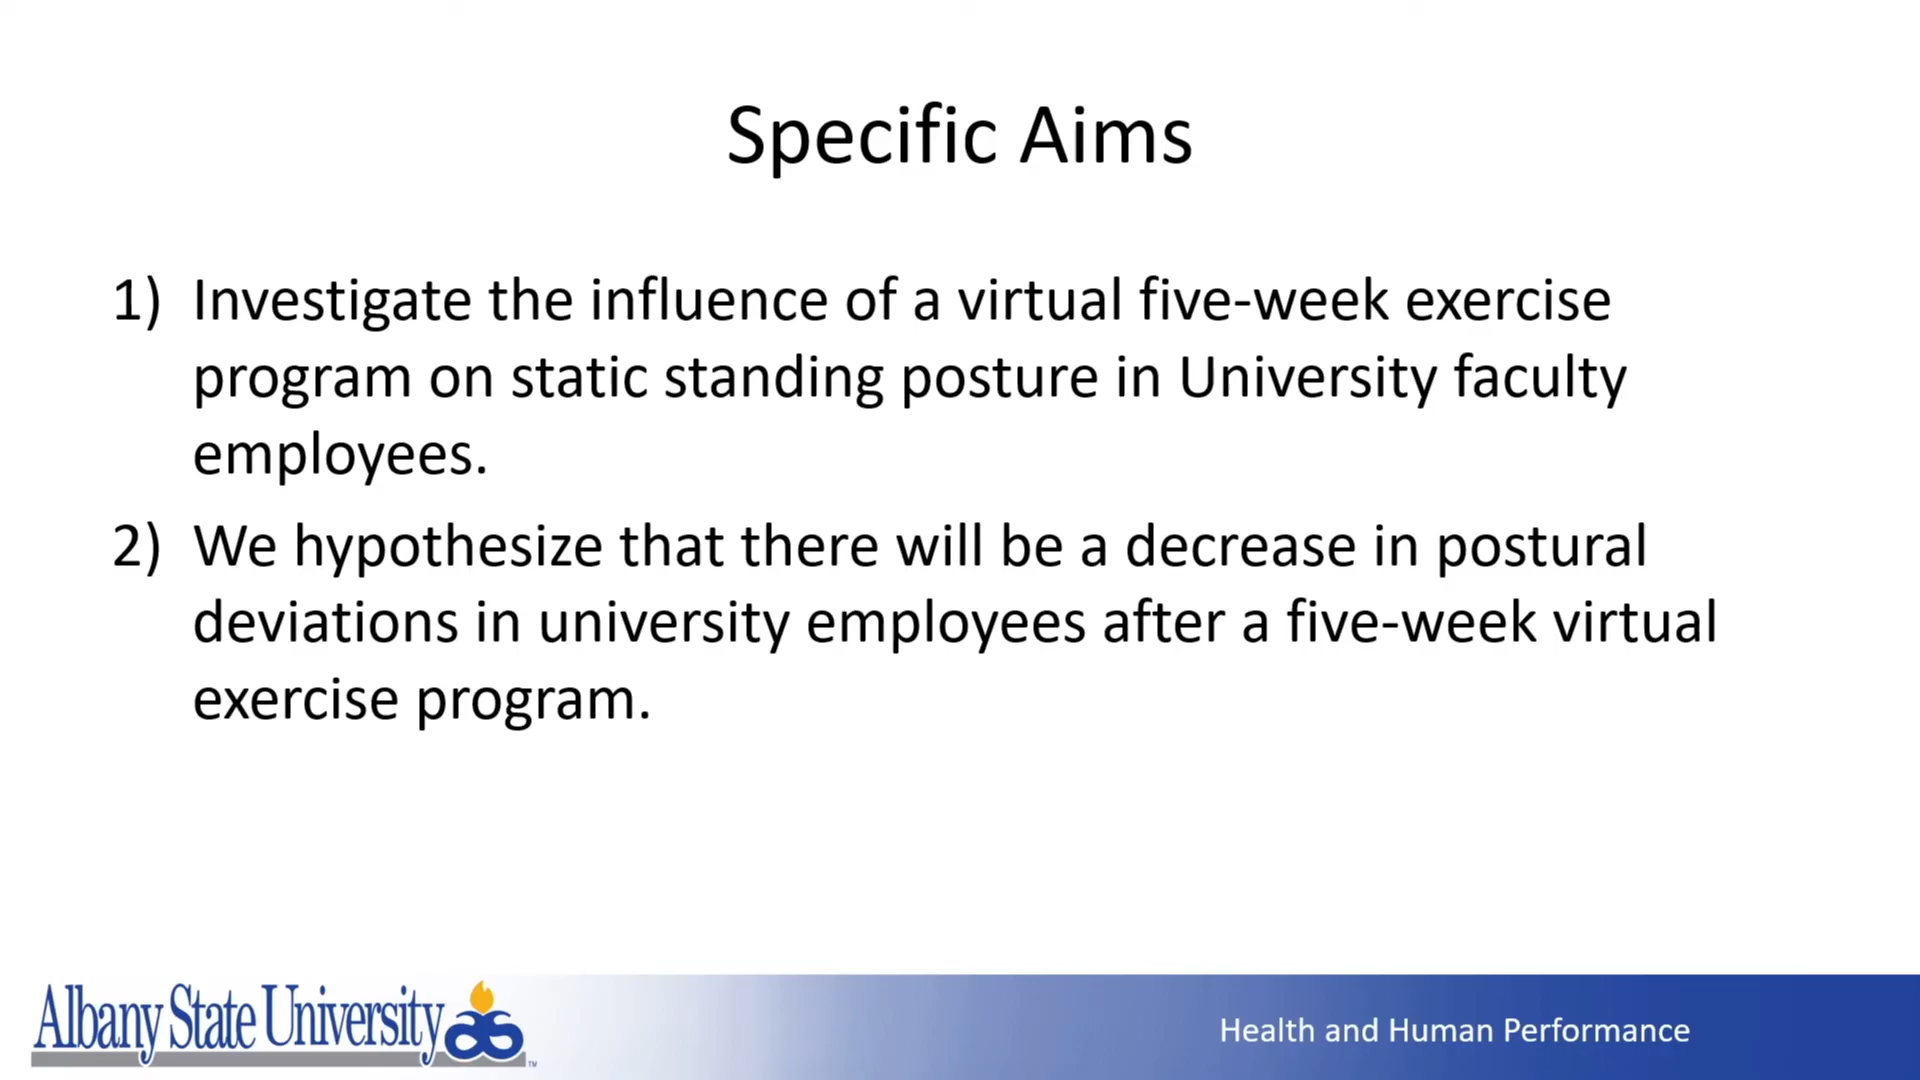 Specific Aims
1) Investigate the influence of a virtual five-week exercise
program on static standing posture in University faculty
employees.
2) We hypothesize that there will be a decrease in postural
deviations in university employees after a five-week virtual
exercise program.
Albany State University
TM
Health and Human Performance